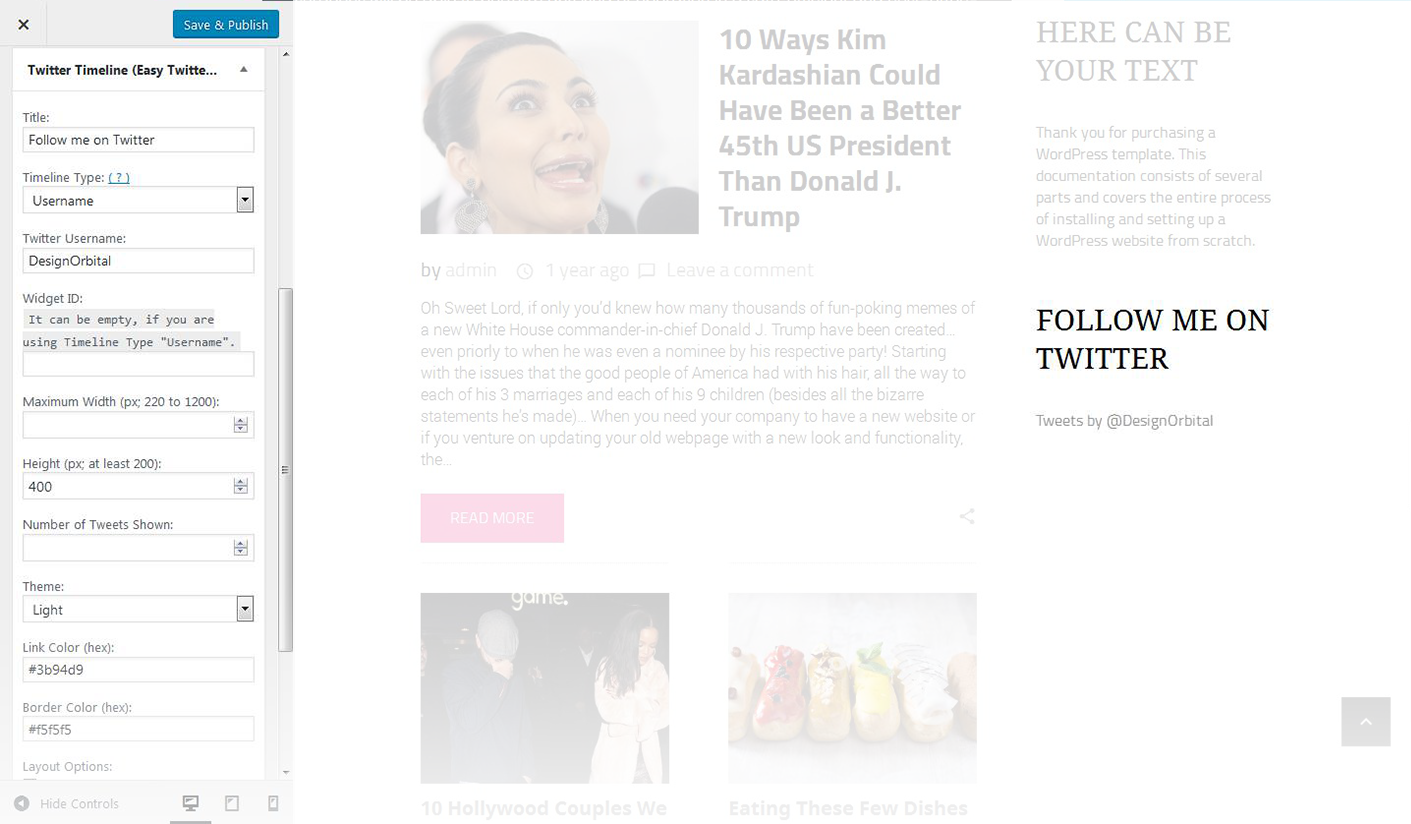 Save & Publish
Twitter Timeline (Easy Twitte...
Title:
Follow me on Twitter
Timeline Type: ( ? )
Username
Twitter Username:
DesignOrbital
Widget ID:
It can be empty, if you are
using Timeline Type "Username".
Maximum Width (px; 220 to 1200):
Height (px; at least 200):
400
Number of Tweets Shown:
Theme:
Light
Link Color (hex):
#3b94d9
Border Color (hex):
#f5f5f5
Layout Options:
Hide Controls
10 Ways Kim
Kardashian Could
Have Been a Better
45th US President
Than Donald J.
Trump
by admin 1 year ago Leave a comment
Oh Sweet Lord, if only you'd knew how many thousands of fun-poking memes of
a new White House commander-in-chief Donald J. Trump have been created...
even priorly to when he was even a nominee by his respective party! Starting
with the issues that the good people of America had with his hair, all the way to
each of his 3 marriages and each of his 9 children (besides all the bizarre
statements he's made)... When you need your company to have a new website or
if you venture on updating your old webpage with a new look and functionality,
the...
READ MORE
game.
10 Hollywood Couples We
Eating These Few Dishes
HERE CAN BE
YOUR TEXT
Thank you for purchasing a
WordPress template. This
documentation consists of several
parts and covers the entire process
of installing and setting up a
WordPress website from scratch.
FOLLOW ME ON
TWITTER
Tweets by @DesignOrbital